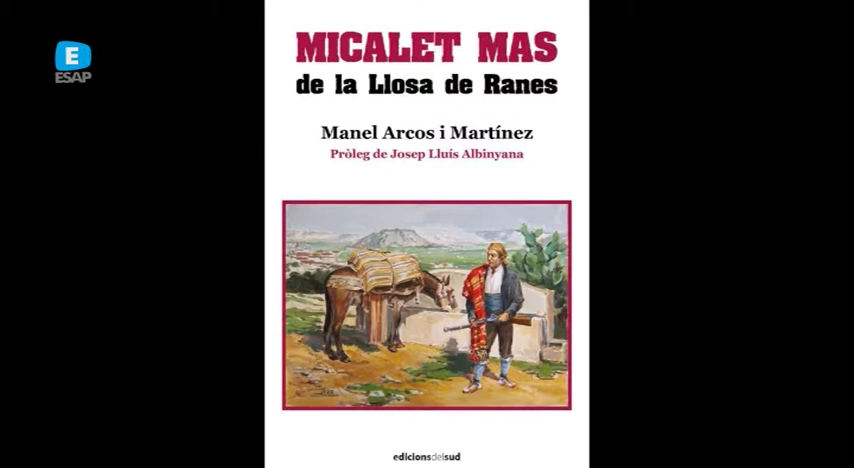 E
ESAP
MICALET MAS
de la Llosa de Ranes
Manel Arcos i Martínez
Pròleg de Josep Lluís Albinyana
edicionsdelsud